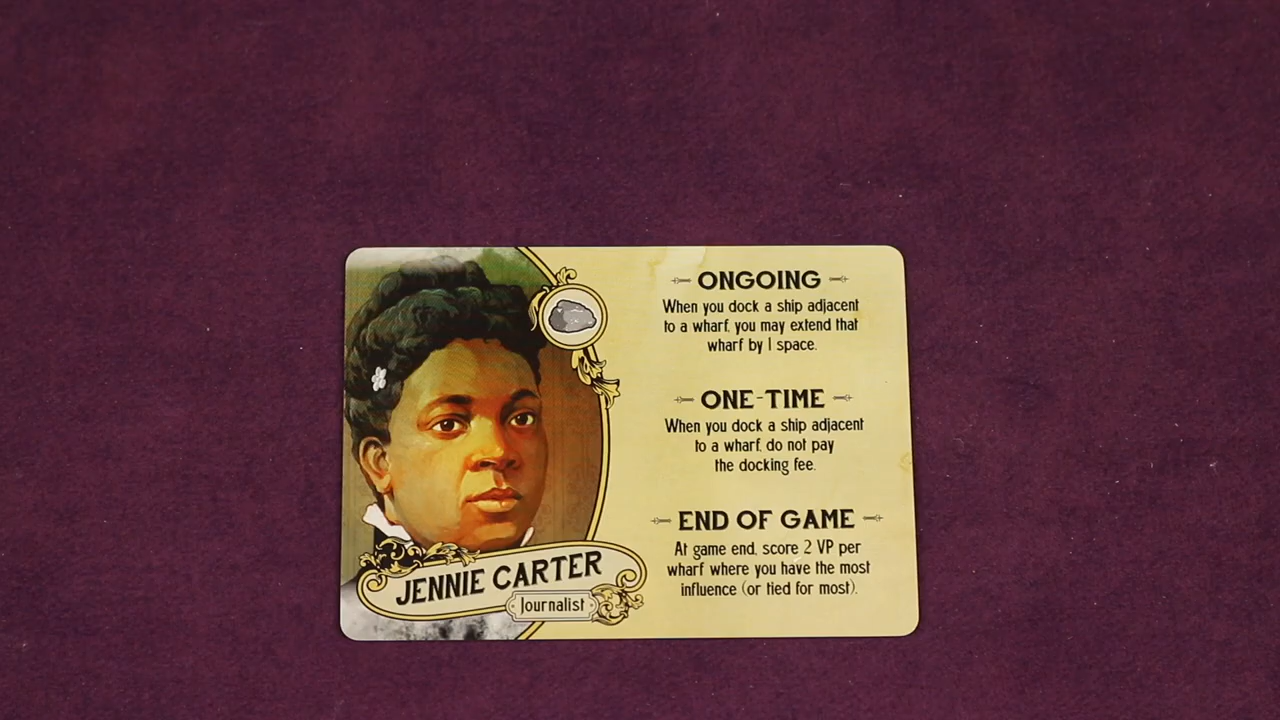 ONGOING
When you dock a ship adjacent
to a wharf, you may extend that
wharf by 1 space.
ONE-TIME
When you dock a ship adjacent
to a wharf, do not pay
the docking fee.
END OF GAME
At game end, score 2 VP per
wharf where you have the most
influence (or tied for most).
JENNIE CARTER
Journalist